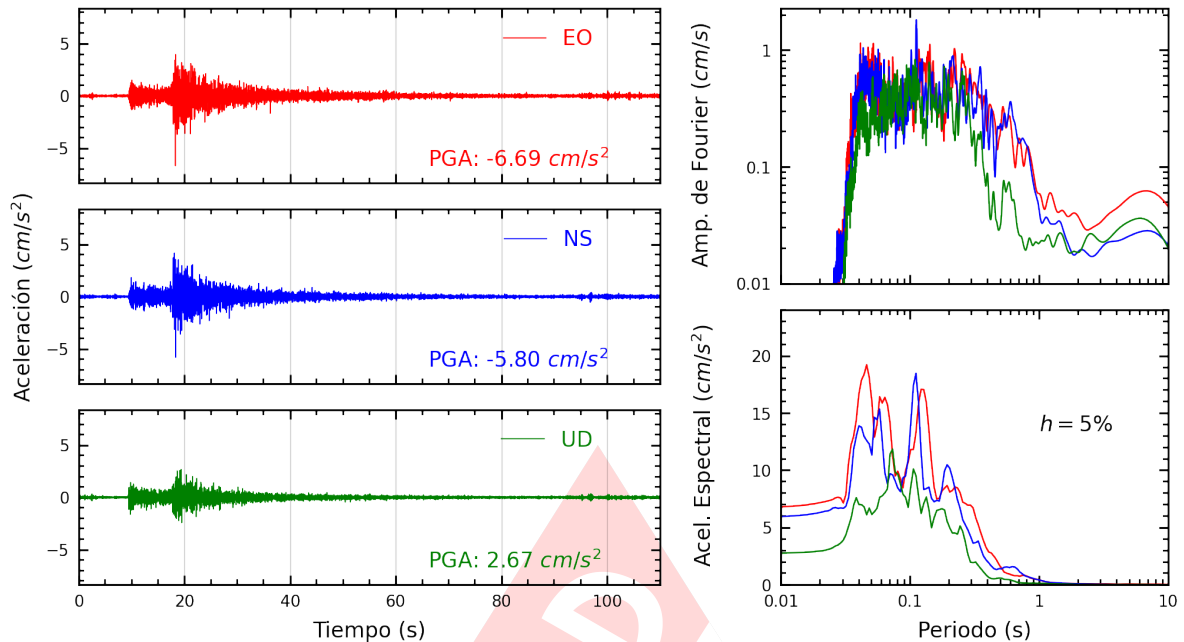 Aceleración (cm/s²)
5
0
−5
EO
PGA: -6.69 cm/s²
5
0
−5
NS
PGA: -5.80 cm/s²
5
0
−5
UD
PGA: 2.67 cm/s²
0 20 40 60 80 100
Tiempo (s)
Amp. de Fourier (cm/s)
1
0.1
0.01
Acel. Espectral (cm/s²)
20
15
10
5
0
h = 5%
0.01 0.1 1 10
Periodo (s)
D